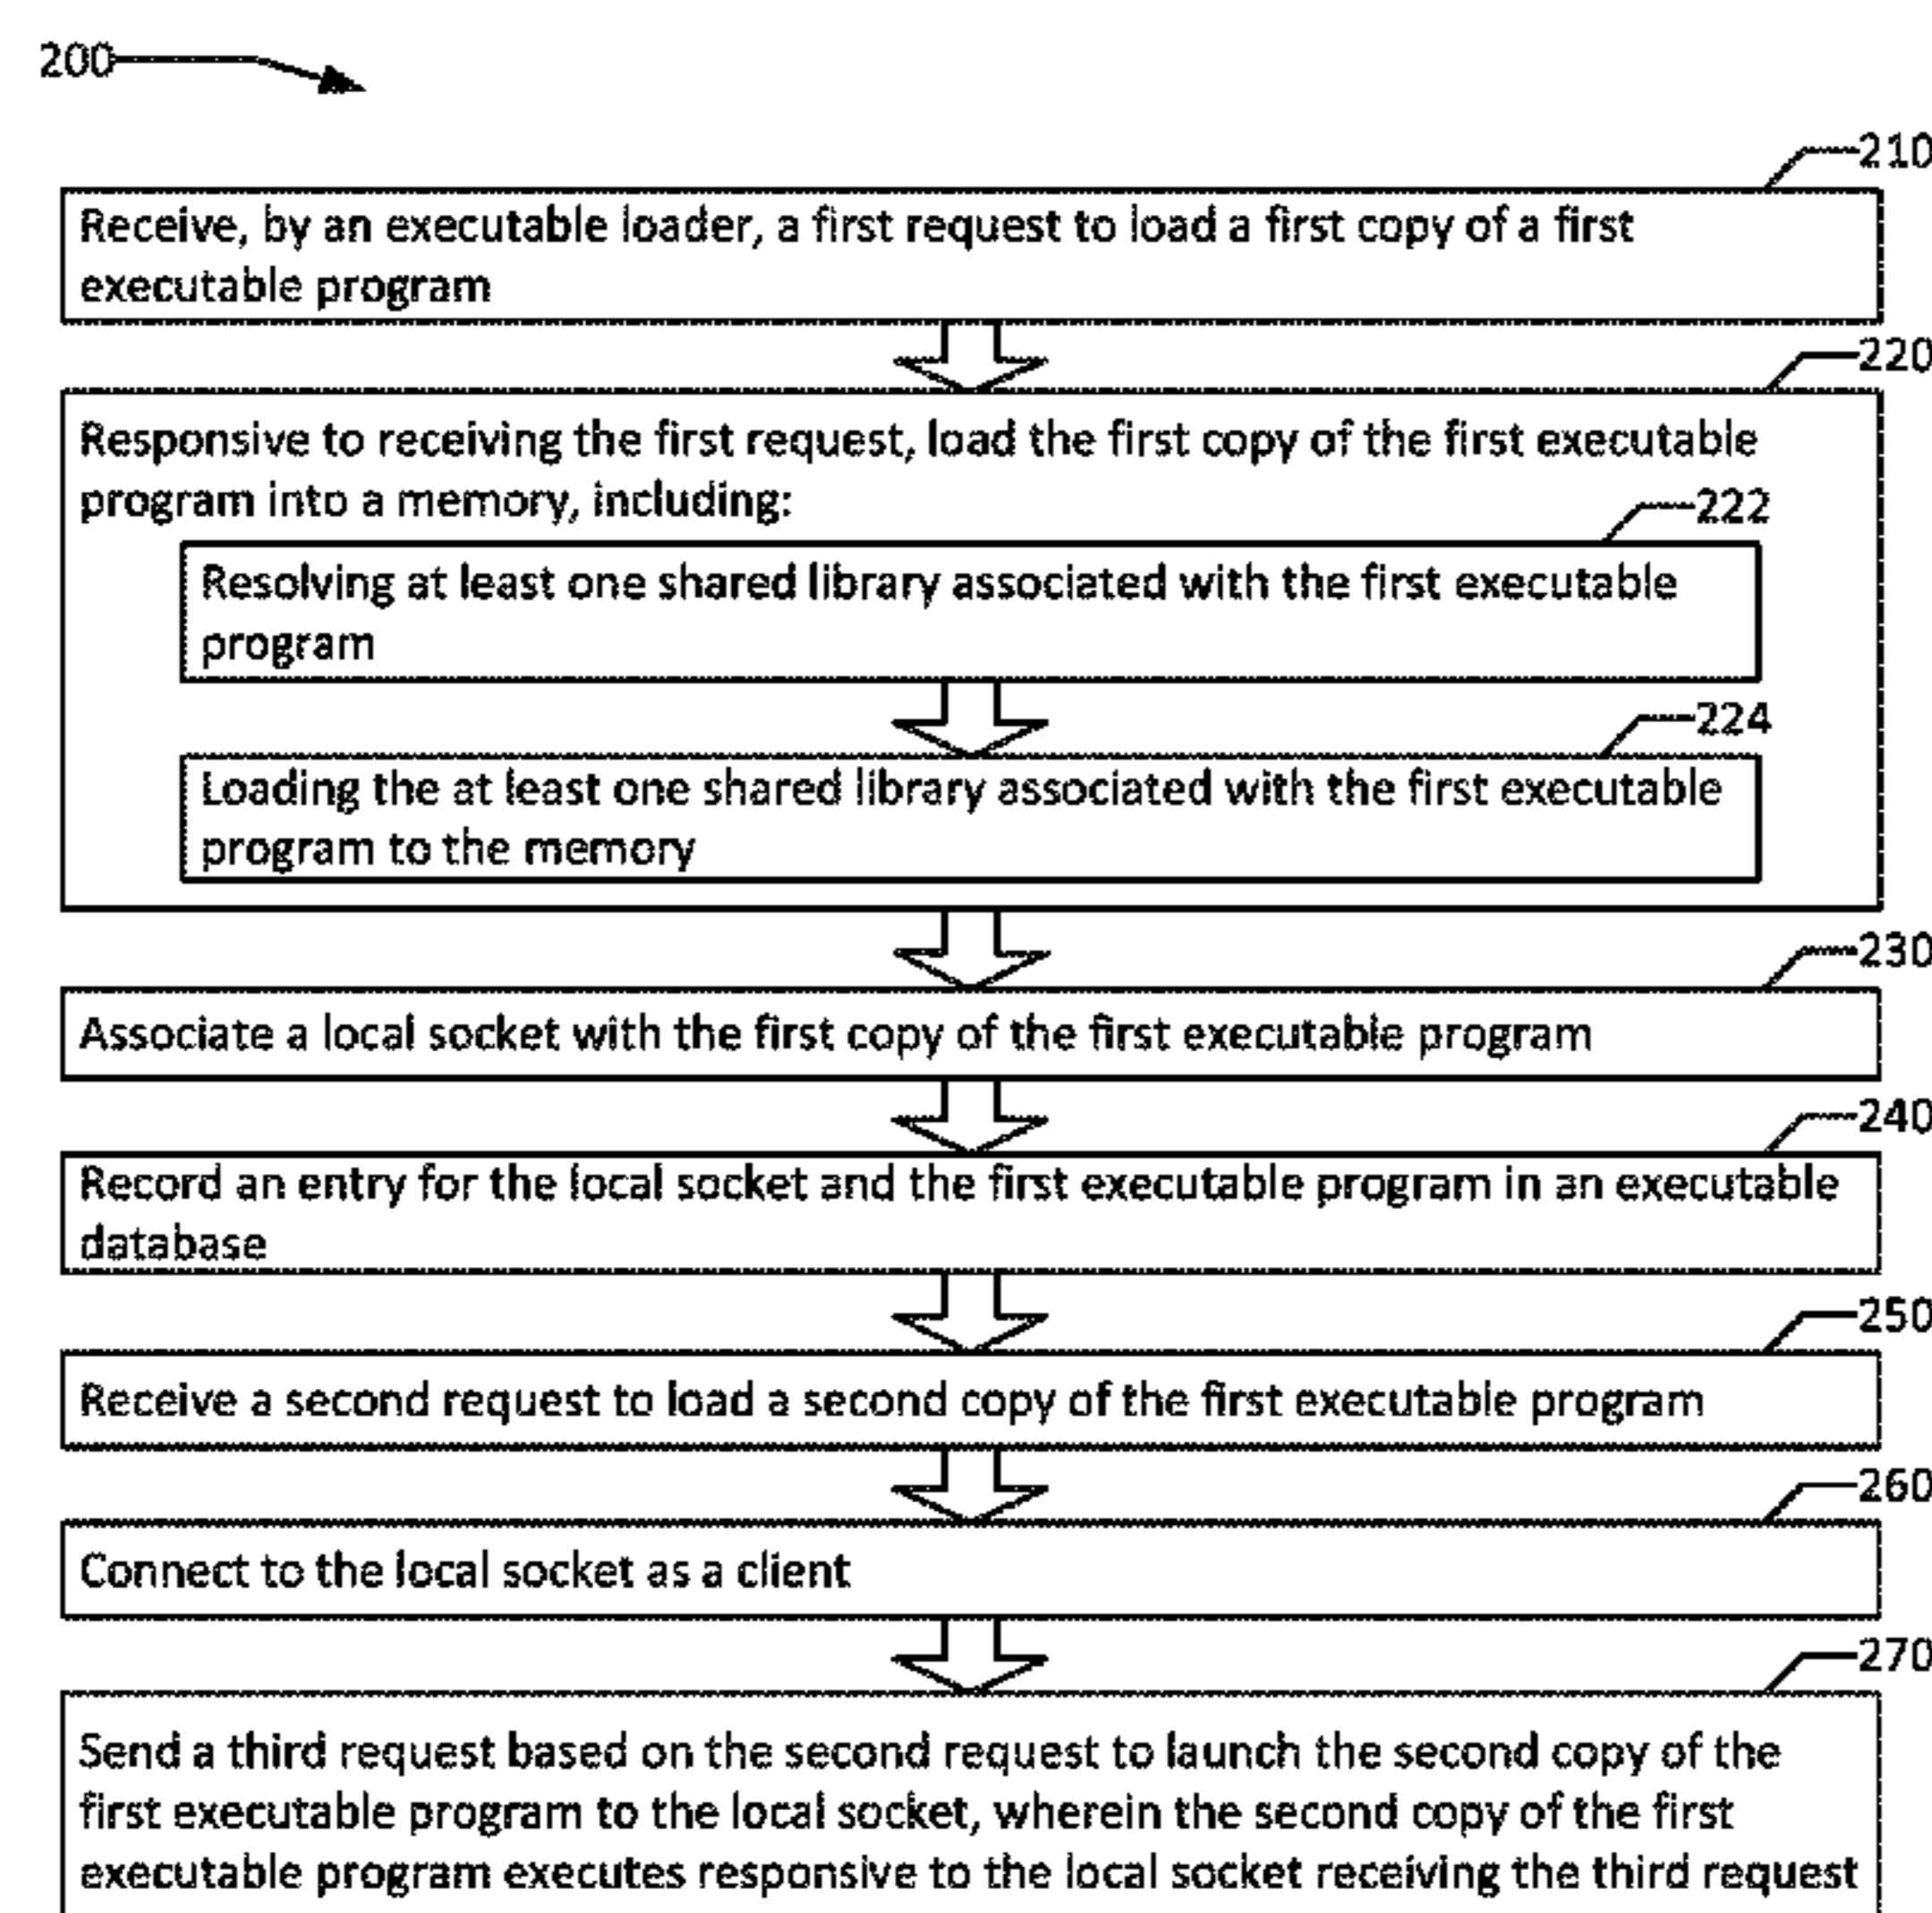 200
210
Receive, by an executable loader, a first request to load a first copy of a first
executable program
220
Responsive to receiving the first request, load the first copy of the first executable
program into a memory, including:
222
Resolving at least one shared library associated with the first executable
program
224
Loading the at least one shared library associated with the first executable
program to the memory
230
Associate a local socket with the first copy of the first executable program
240
Record an entry for the local socket and the first executable program in an executable
database
250
Receive a second request to load a second copy of the first executable program
260
Connect to the local socket as a client
270
Send a third request based on the second request to launch the second copy of the
first executable program to the local socket, wherein the second copy of the first
executable program executes responsive to the local socket receiving the third request